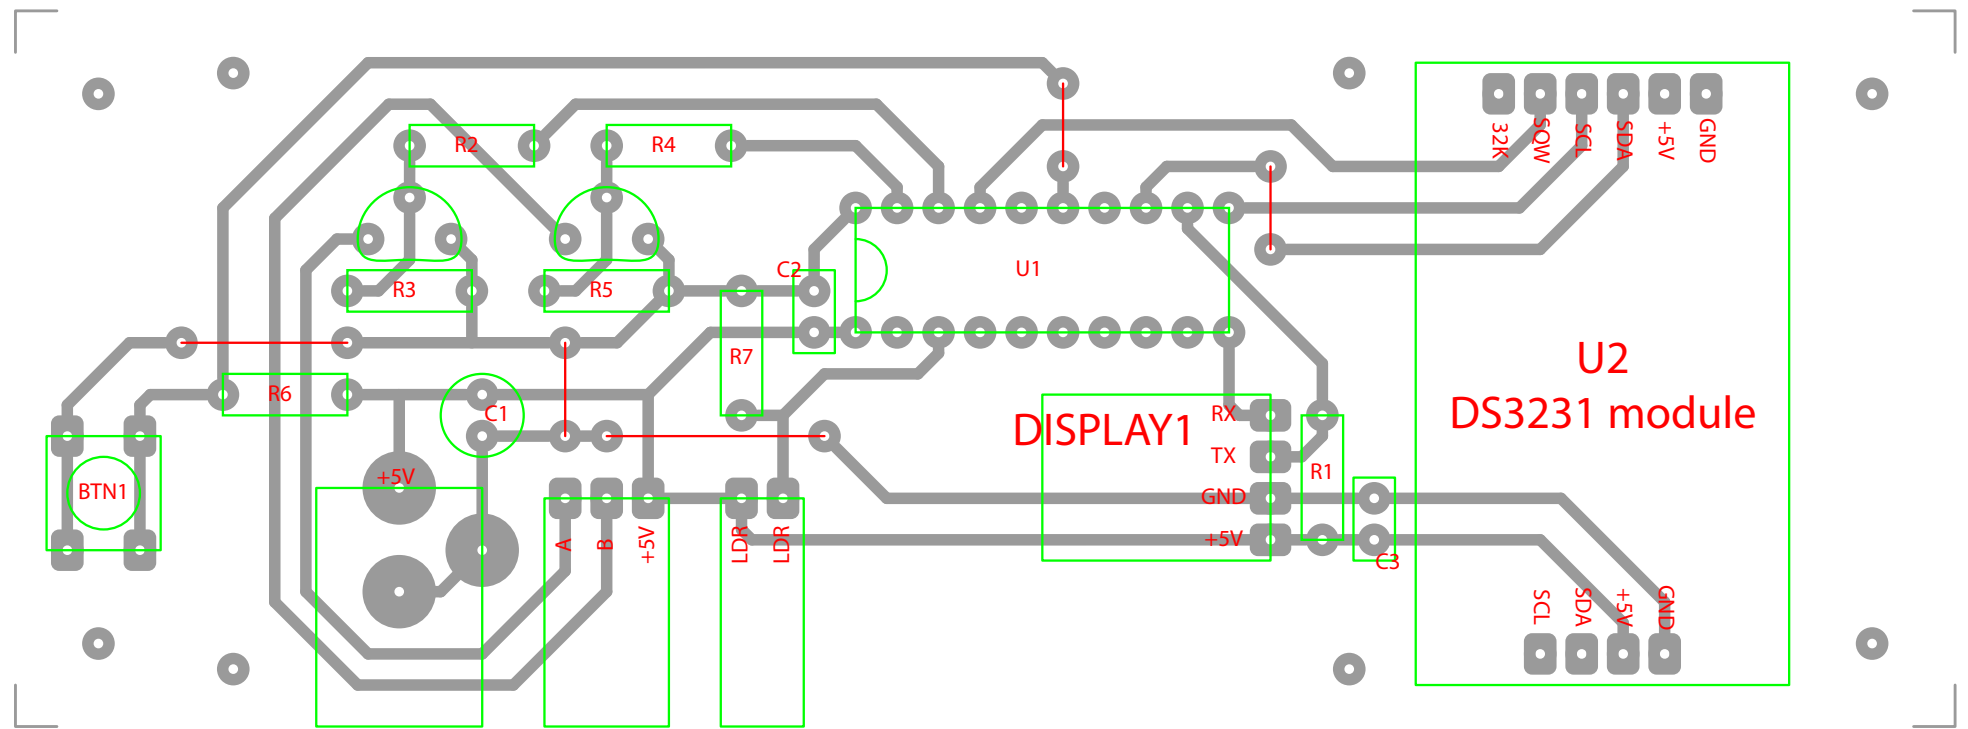 R2
R4
32K
SQW
SCL
SDA
+5V
GND
C2
U1
R3
R5
R7
U2
DS3231 module
R6
C1
DISPLAY1
RX
TX
GND
+5V
R1
+5V
BTN1
A
B
+5V
LDR
LDR
C3
SCL
SDA
+5V
GND